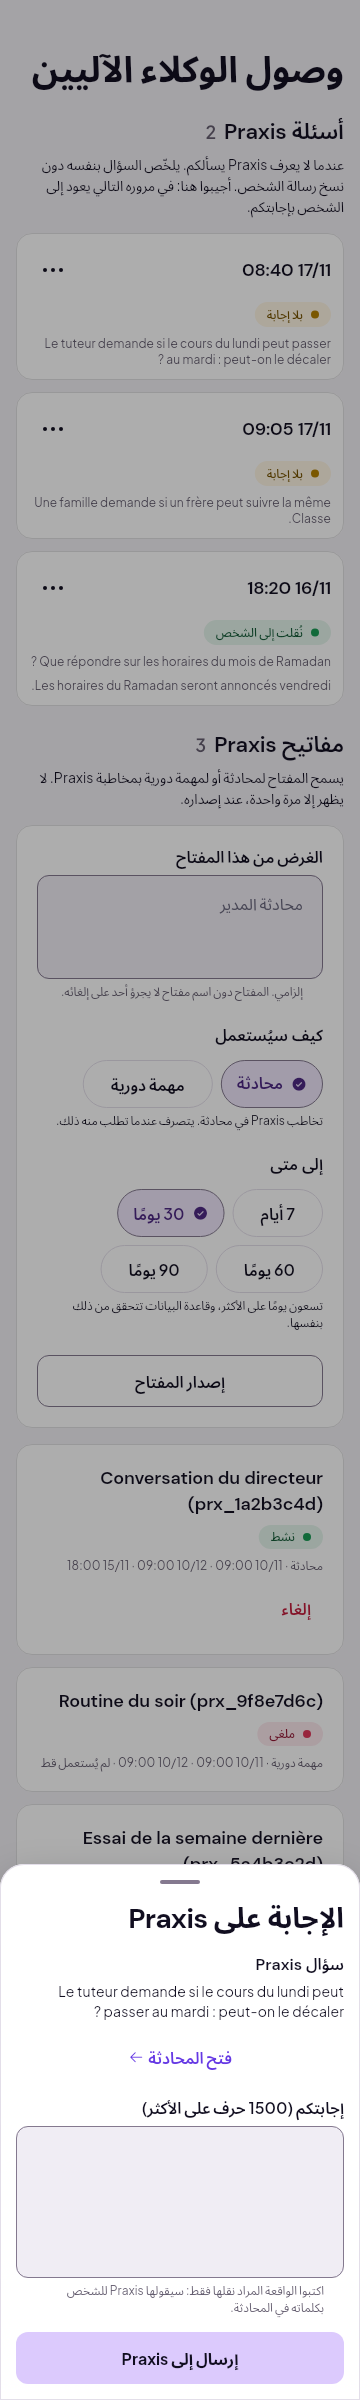 وصول الوكلاء الآليين
أسئلة Praxis 2
عندما لا يعرف Praxis يسألكم. يلخّص السؤال بنفسه دون
نسخ رسالة الشخص. أجيبوا هنا: في مروره التالي يعود إلى
الشخص بإجابتكم.
17/11 08:40
بلا إجابة
Le tuteur demande si le cours du lundi peut passer
au mardi : peut-on le décaler ?
17/11 09:05
بلا إجابة
Une famille demande si un frère peut suivre la même
Classe.
16/11 18:20
نُقلت إلى الشخص
Que répondre sur les horaires du mois de Ramadan ?
Les horaires du Ramadan seront annoncés vendredi.
مفاتيح Praxis 3
يسمح المفتاح لمحادثة أو لمهمة دورية بمخاطبة Praxis. لا
يظهر إلا مرة واحدة، عند إصداره.
الغرض من هذا المفتاح
محادثة المدير
إلزامي. المفتاح دون اسم مفتاح لا يجرؤ أحد على إلغائه.
كيف سيُستعمل
محادثة
مهمة دورية
تخاطب Praxis في محادثة. يتصرف عندما تطلب منه ذلك.
إلى متى
7 أيام
30 يومًا
60 يومًا
90 يومًا
تسعون يومًا على الأكثر، وقاعدة البيانات تتحقق من ذلك
بنفسها.
إصدار المفتاح
Conversation du directeur
(prx_1a2b3c4d)
نشط
محادثة · 10/11 09:00 · 10/12 09:00 · 15/11 18:00
إلغاء
Routine du soir (prx_9f8e7d6c)
ملغى
مهمة دورية · 10/11 09:00 · 10/12 09:00 · لم يُستعمل قط
Essai de la semaine dernière
الإجابة على Praxis
سؤال Praxis
Le tuteur demande si le cours du lundi peut
passer au mardi : peut-on le décaler ?
فتح المحادثة ←
إجابتكم (1500 حرف على الأكثر)
اكتبوا الواقعة المراد نقلها فقط: سيقولها Praxis للشخص
بكلماته في المحادثة.
إرسال إلى Praxis